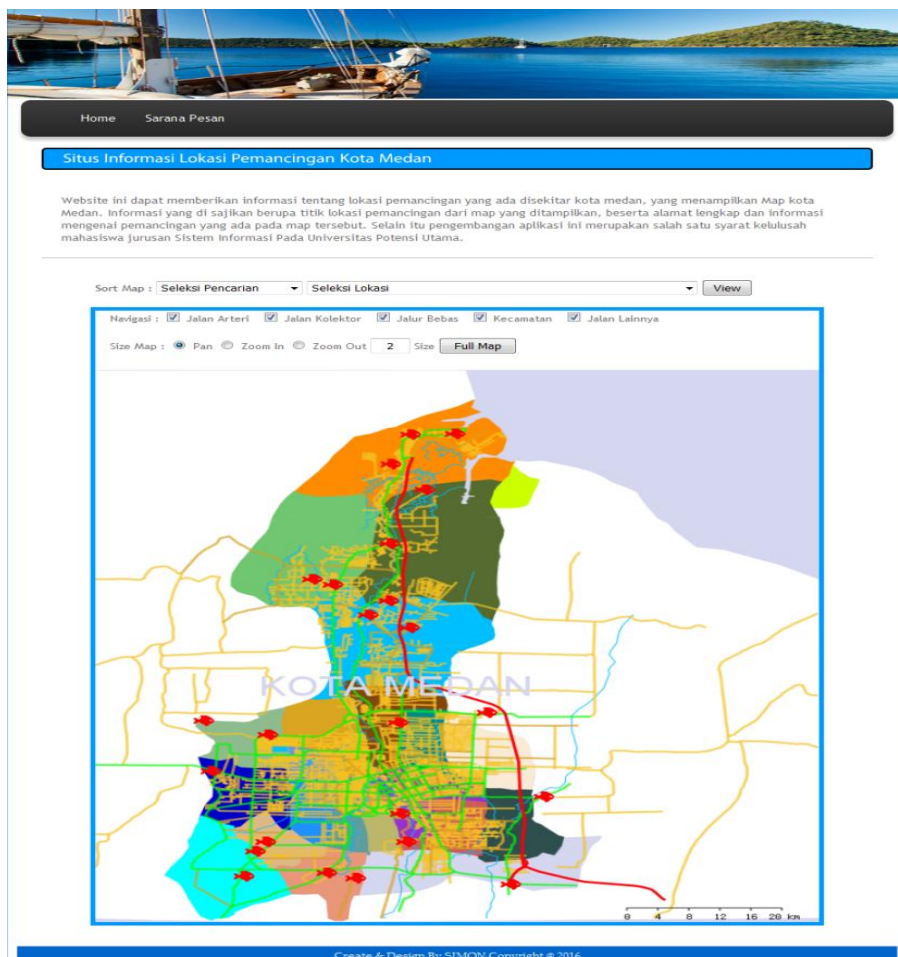 Home Sarana Pesan
Situs Informasi Lokasi Pemancingan Kota Medan
Website ini dapat memberikan informasi tentang lokasi pemancingan yang ada disekitar kota medan, yang menampilkan Map kota
Medan. Informasi yang di sajikan berupa titik lokasi pemancingan dari map yang ditampilkan, beserta alamat lengkap dan informasi
mengenai pemancingan yang ada pada map tersebut. Selain itu pengembangan aplikasi ini merupakan salah satu syarat kelulusah
mahasiswa jurusan Sistem Informasi Pada Universitas Potensi Utama.
Sort Map : Seleksi Pencarian Seleksi Lokasi View
Navigasi : Jalan Arteri Jalan Kolektor Jalur Bebas Kecamatan Jalan Lainnya
Size Map : Pan Zoom In Zoom Out 2 Size Full Map
KOTA MEDAN
0 4 8 12 16 20 km
Create & Design By SIMON Copyright @ 2016